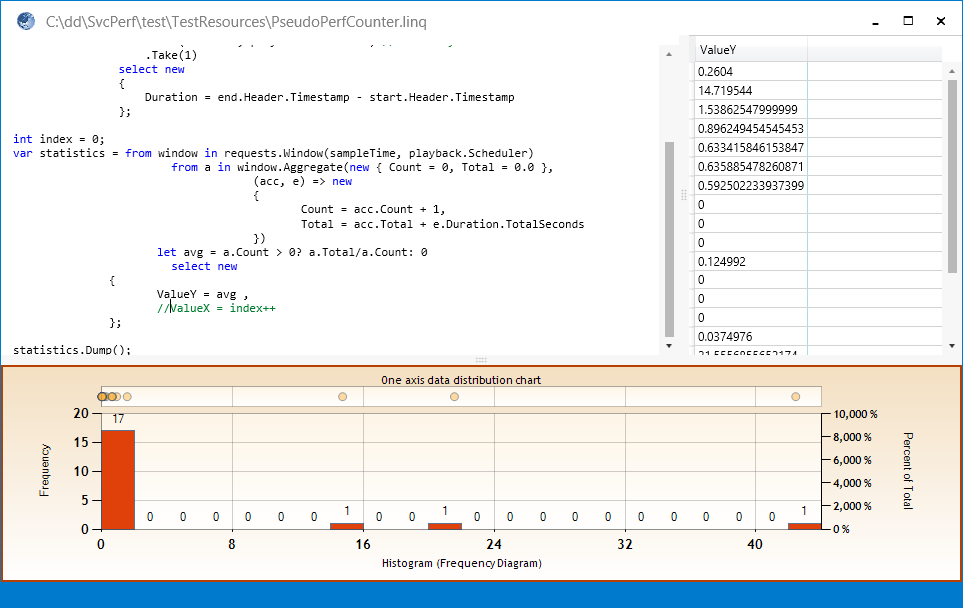 C:\dd\SvcPerf\test\TestResources\PseudoPerfCounter.linq
.Take(1)
select new
{
Duration = end.Header.Timestamp - start.Header.Timestamp
};
int index = 0;
var statistics = from window in requests.Window(sampleTime, playback.Scheduler)
from a in window.Aggregate(new { Count = 0, Total = 0.0 },
(acc, e) => new
{
Count = acc.Count + 1,
Total = acc.Total + e.Duration.TotalSeconds
})
let avg = a.Count > 0? a.Total/a.Count: 0
select new
{
ValueY = avg ,
//ValueX = index++
};
statistics.Dump();
ValueY
0.2604
14.719544
1.53862547999999
0.896249454545453
0.633415846153847
0.635885478260871
0.592502233937399
0
0
0
0.124992
0
0
0
0.0374976
One axis data distribution chart
20
15
10
5
0
Frequency
17
0 0 0 0 0 0 1 0 0 1 0 0 0 0 0 0 0 0 0 0 1
0 8 16 24 32 40
Histogram (Frequency Diagram)
10,000 %
8,000 %
6,000 %
4,000 %
2,000 %
0 %
Percent of Total